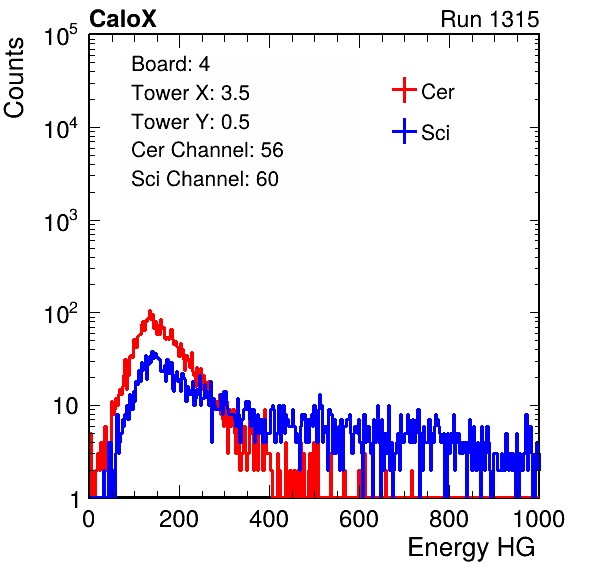 CaloX Run 1315
Counts
Board: 4
Tower X: 3.5
Tower Y: 0.5
Cer Channel: 56
Sci Channel: 60
Cer
Sci
10^5
10^4
10^3
10^2
10
1
0 200 400 600 800 1000
Energy HG